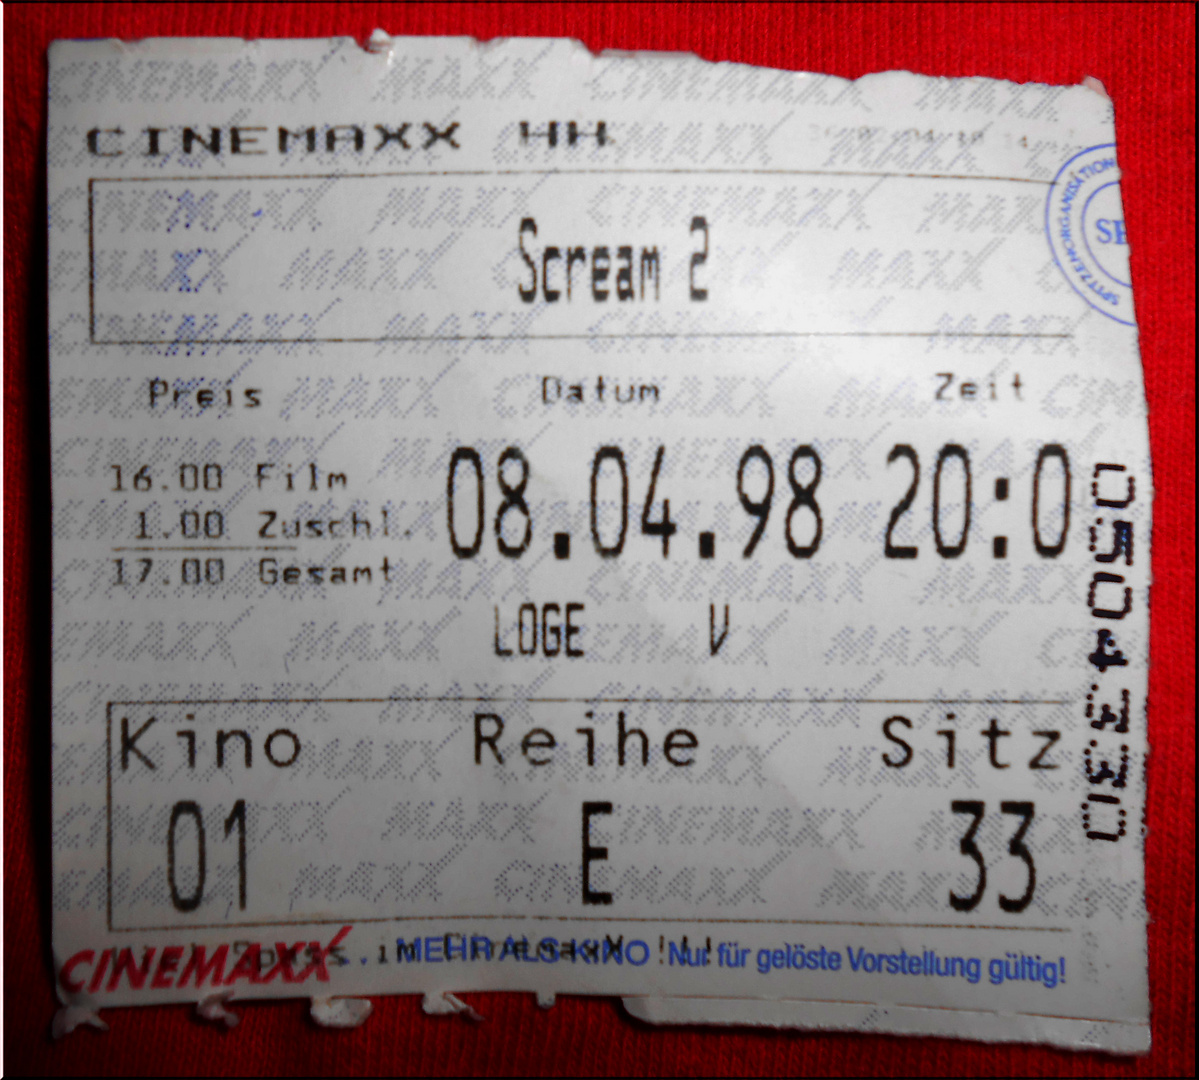 CINEMAXX HH.
Scream 2
SPITZENORGANISATION
Preis Datum Zeit
16.00 Film
1.00 Zuschl.
17.00 Gesamt
08.04.98 20:0
LOGE V
Kino Reihe Sitz
01 E 33
CINEMAXX MEHR ALS KINO ! Nur für gelöste Vorstellung gültig!